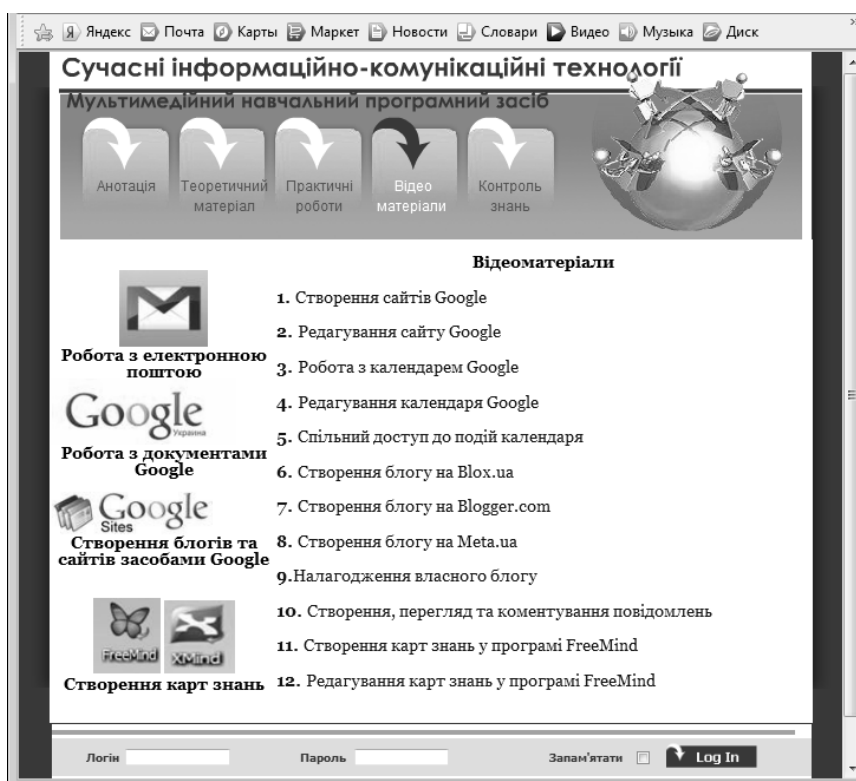 Яндекс Почта Карты Маркет Новости Словари Видео Музыка Диск
Сучасні інформаційно-комунікаційні технології
Мультимедійний навчальний програмний засіб
Анотація
Теоретичний
матеріал
Практичні
роботи
Відео
матеріали
Контроль
знань
Робота з електронною
поштою
Google
Украина
Робота з документами
Google
Google
Sites
Створення блогів та
сайтів засобами Google
FreeMind
XMind
Створення карт знань
Відеоматеріали
1. Створення сайтів Google
2. Редагування сайту Google
3. Робота з календарем Google
4. Редагування календаря Google
5. Спільний доступ до подій календаря
6. Створення блогу на Blox.ua
7. Створення блогу на Blogger.com
8. Створення блогу на Meta.ua
9.Налагодження власного блогу
10. Створення, перегляд та коментування повідомлень
11. Створення карт знань у програмі FreeMind
12. Редагування карт знань у програмі FreeMind
Логін Пароль Запам'ятати Log In